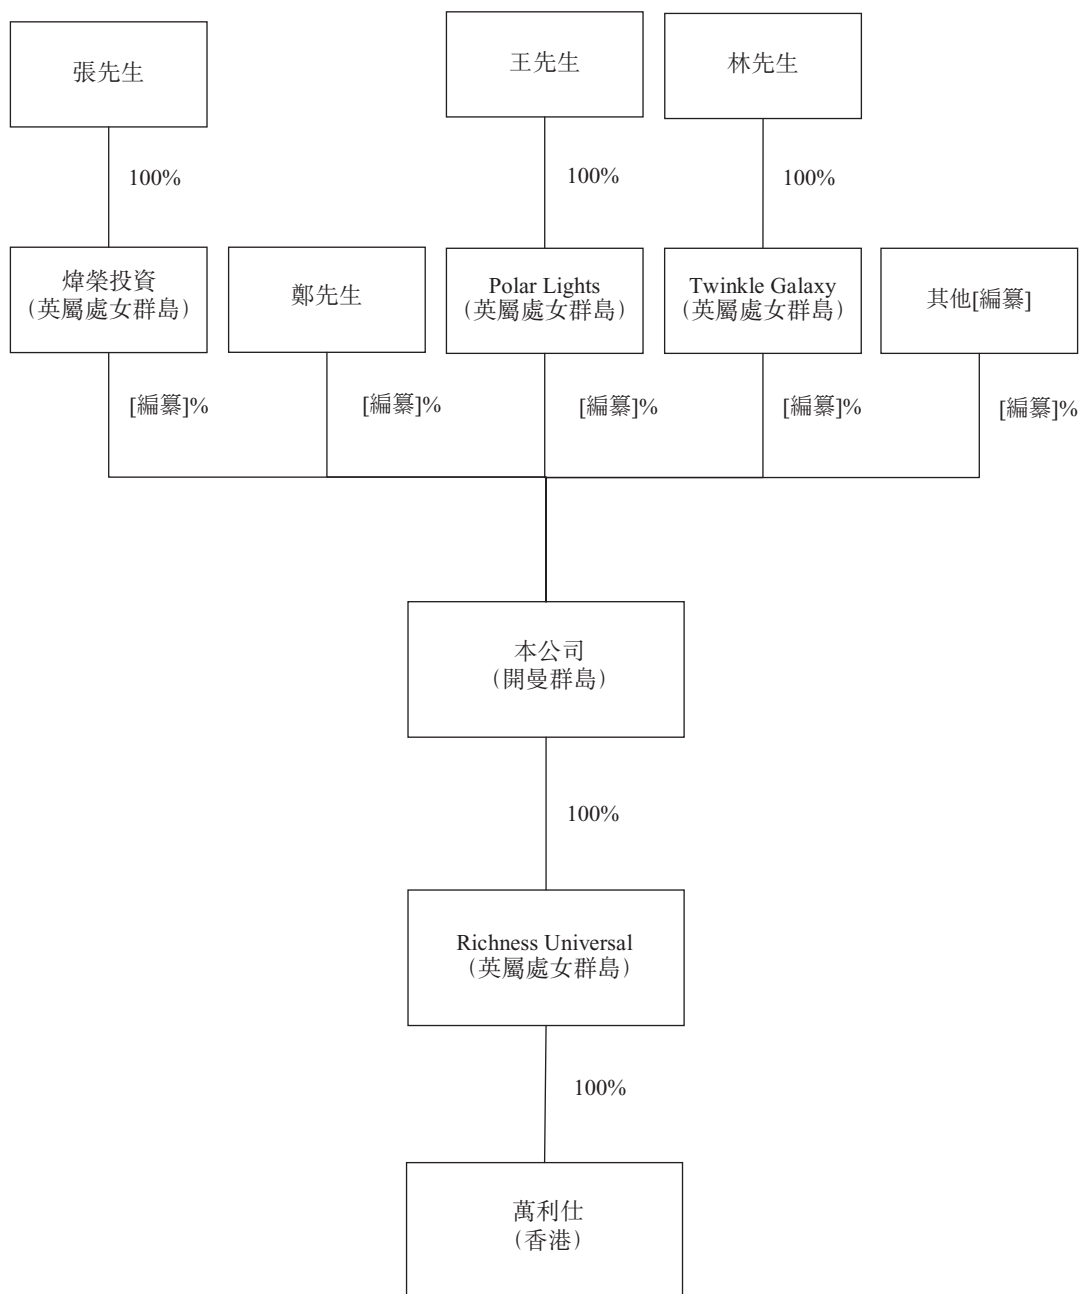 張先生
王先生
林先生
100%
100%
100%
煒榮投資
（英屬處女群島）
鄭先生
Polar Lights
（英屬處女群島）
Twinkle Galaxy
（英屬處女群島）
其他[編纂]
[編纂]%
[編纂]%
[編纂]%
[編纂]%
[編纂]%
本公司
（開曼群島）
100%
Richness Universal
（英屬處女群島）
100%
萬利仕
（香港）